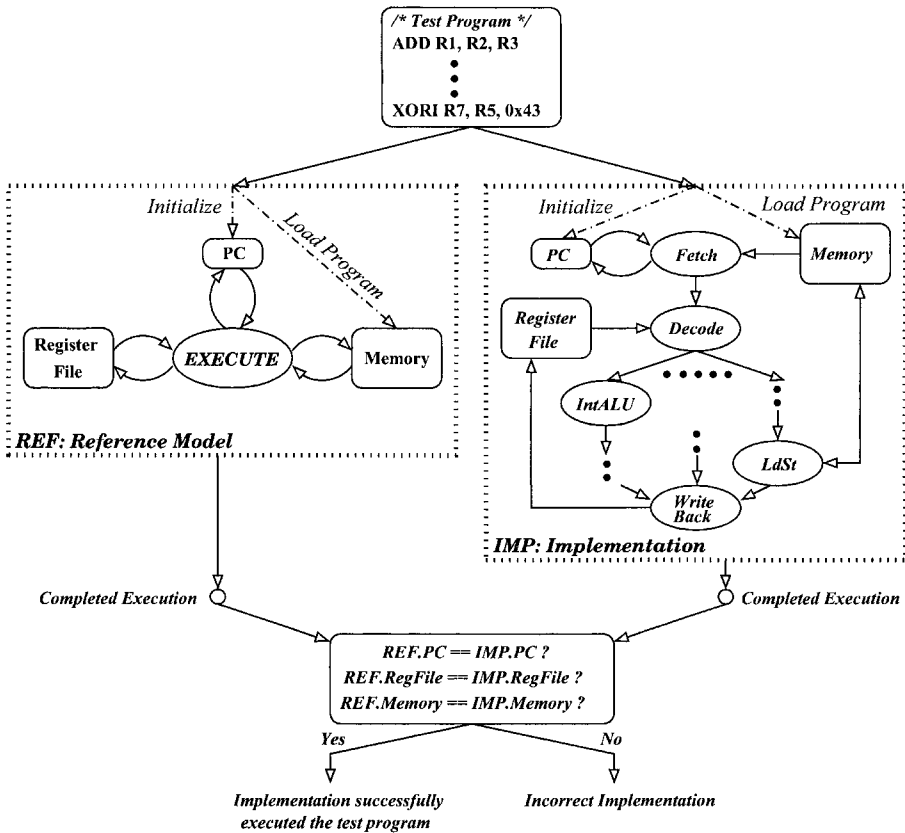 /* Test Program */
ADD R1, R2, R3
XORI R7, R5, 0x43
Initialize
Load Program
PC
Register
File
EXECUTE
Memory
REF: Reference Model
Initialize
Load Program
PC
Fetch
Memory
Register
File
Decode
IntALU
LdSt
Write
Back
IMP: Implementation
Completed Execution
Completed Execution
REF.PC == IMP.PC ?
REF.RegFile == IMP.RegFile ?
REF.Memory == IMP.Memory ?
Yes
No
Implementation successfully
executed the test program
Incorrect Implementation